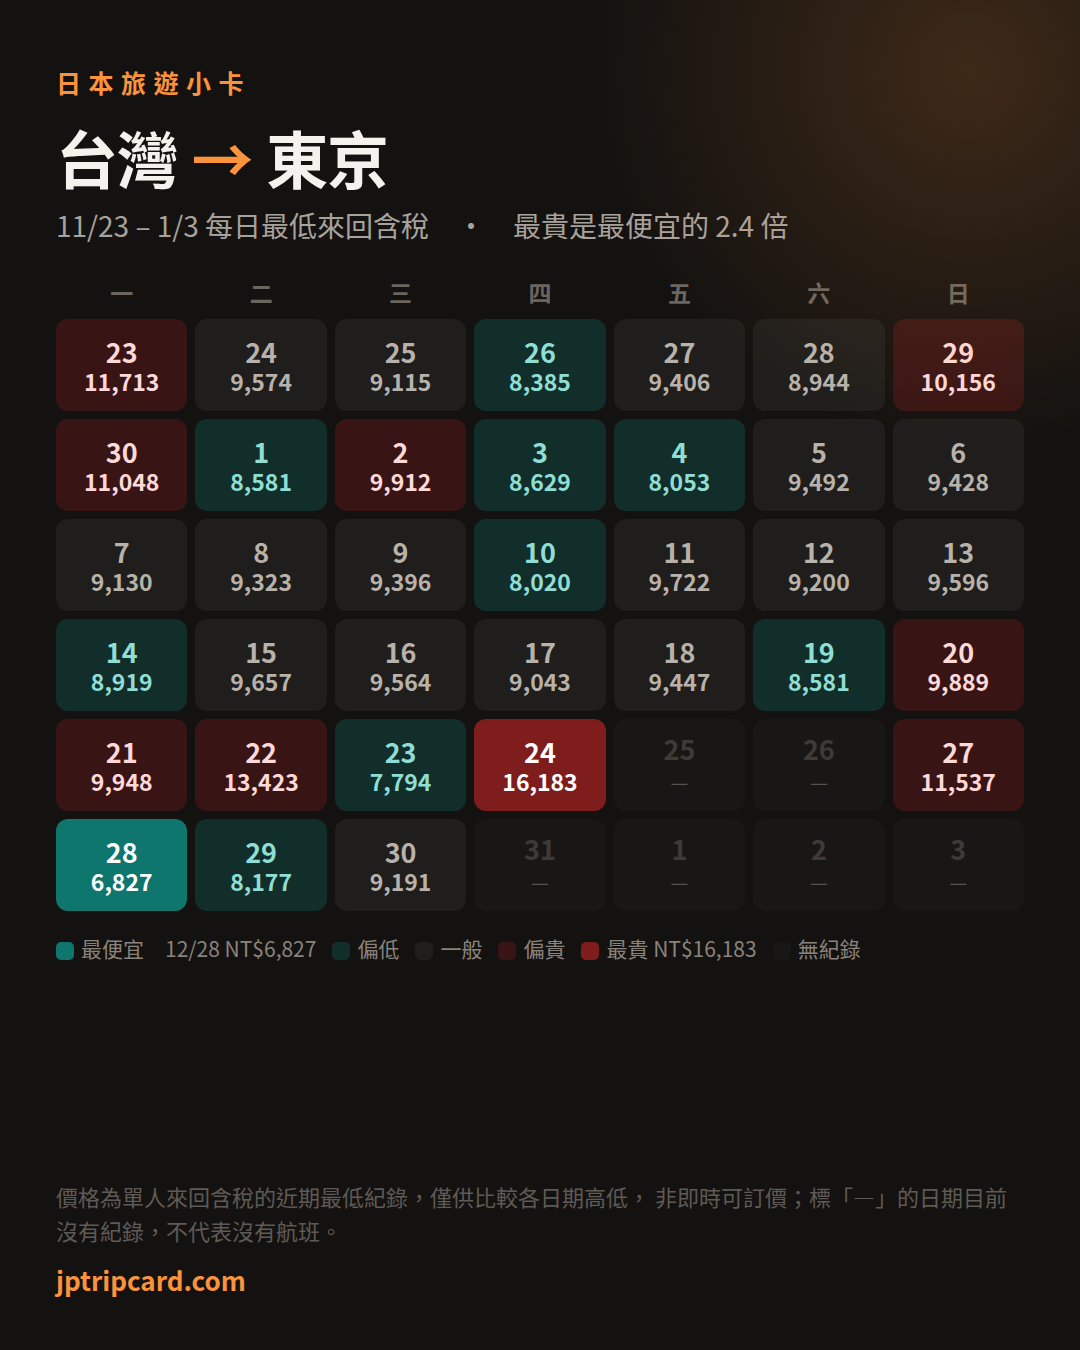 日本旅遊小卡
台灣 → 東京
11/23 – 1/3 每日最低來回含稅 · 最貴是最便宜的 2.4 倍
一 二 三 四 五 六 日
23 24 25 26 27 28 29
11,713 9,574 9,115 8,385 9,406 8,944 10,156
30 1 2 3 4 5 6
11,048 8,581 9,912 8,629 8,053 9,492 9,428
7 8 9 10 11 12 13
9,130 9,323 9,396 8,020 9,722 9,200 9,596
14 15 16 17 18 19 20
8,919 9,657 9,564 9,043 9,447 8,581 9,889
21 22 23 24 25 26 27
9,948 13,423 7,794 16,183 — — 11,537
28 29 30 31 1 2 3
6,827 8,177 9,191 — — — —
最便宜 12/28 NT$6,827 偏低 一般 偏貴 最貴 NT$16,183 無紀錄
價格為單人來回含稅的近期最低紀錄，僅供比較各日期高低， 非即時可訂價；標「—」的日期目前
沒有紀錄，不代表沒有航班。
jptripcard.com